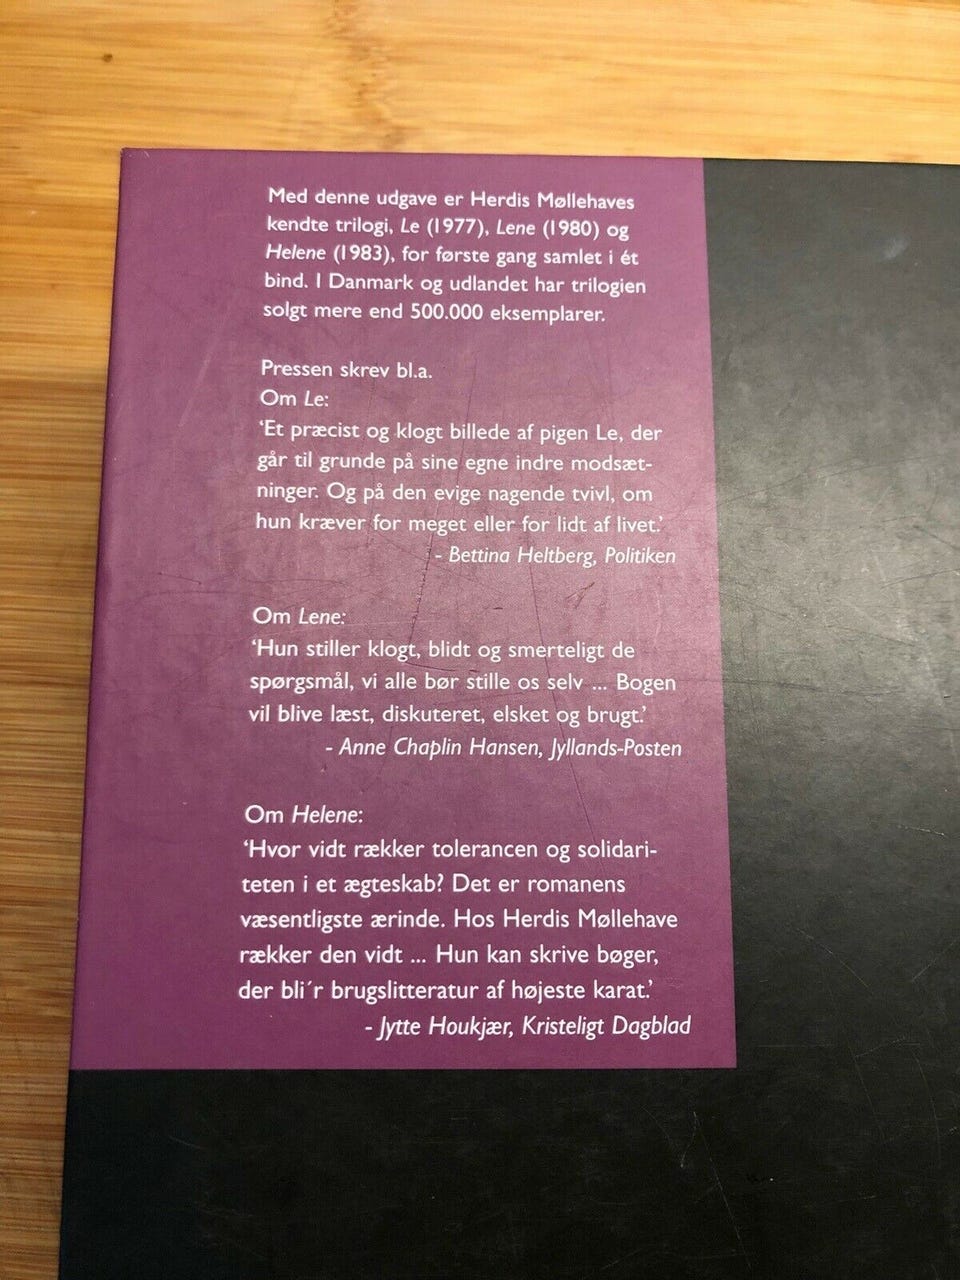 Med denne udgave er Herdis Møllehaves
kendte trilogi, Le (1977), Lene (1980) og
Helene (1983), for første gang samlet i ét
bind. I Danmark og udlandet har trilogien
solgt mere end 500.000 eksemplarer.
Pressen skrev bl.a.
Om Le:
‘Et præcist og klogt billede af pigen Le, der
går til grunde på sine egne indre modsæt-
ninger. Og på den evige nagende tvivl, om
hun kræver for meget eller for lidt af livet.’
- Bettina Heltberg, Politiken
Om Lene:
‘Hun stiller klogt, blidt og smerteligt de
spørgsmål, vi alle bør stille os selv ... Bogen
vil blive læst, diskuteret, elsket og brugt.’
- Anne Chaplin Hansen, Jyllands-Posten
Om Helene:
‘Hvor vidt rækker tolerancen og solidari-
teten i et ægteskab? Det er romanens
væsentligste ærinde. Hos Herdis Møllehave
rækker den vidt ... Hun kan skrive bøger,
der bli´r brugslitteratur af højeste karat.’
- Jytte Houkjær, Kristeligt Dagblad